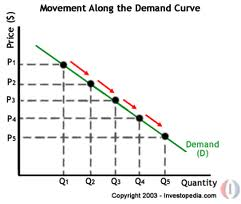 Movement Along the Demand Curve
Price ($)
P1
P2
P3
P4
P5
Demand
(D)
Q1 Q2 Q3 Q4 Q5 Quantity
Copyright © 2003 - Investopedia.com